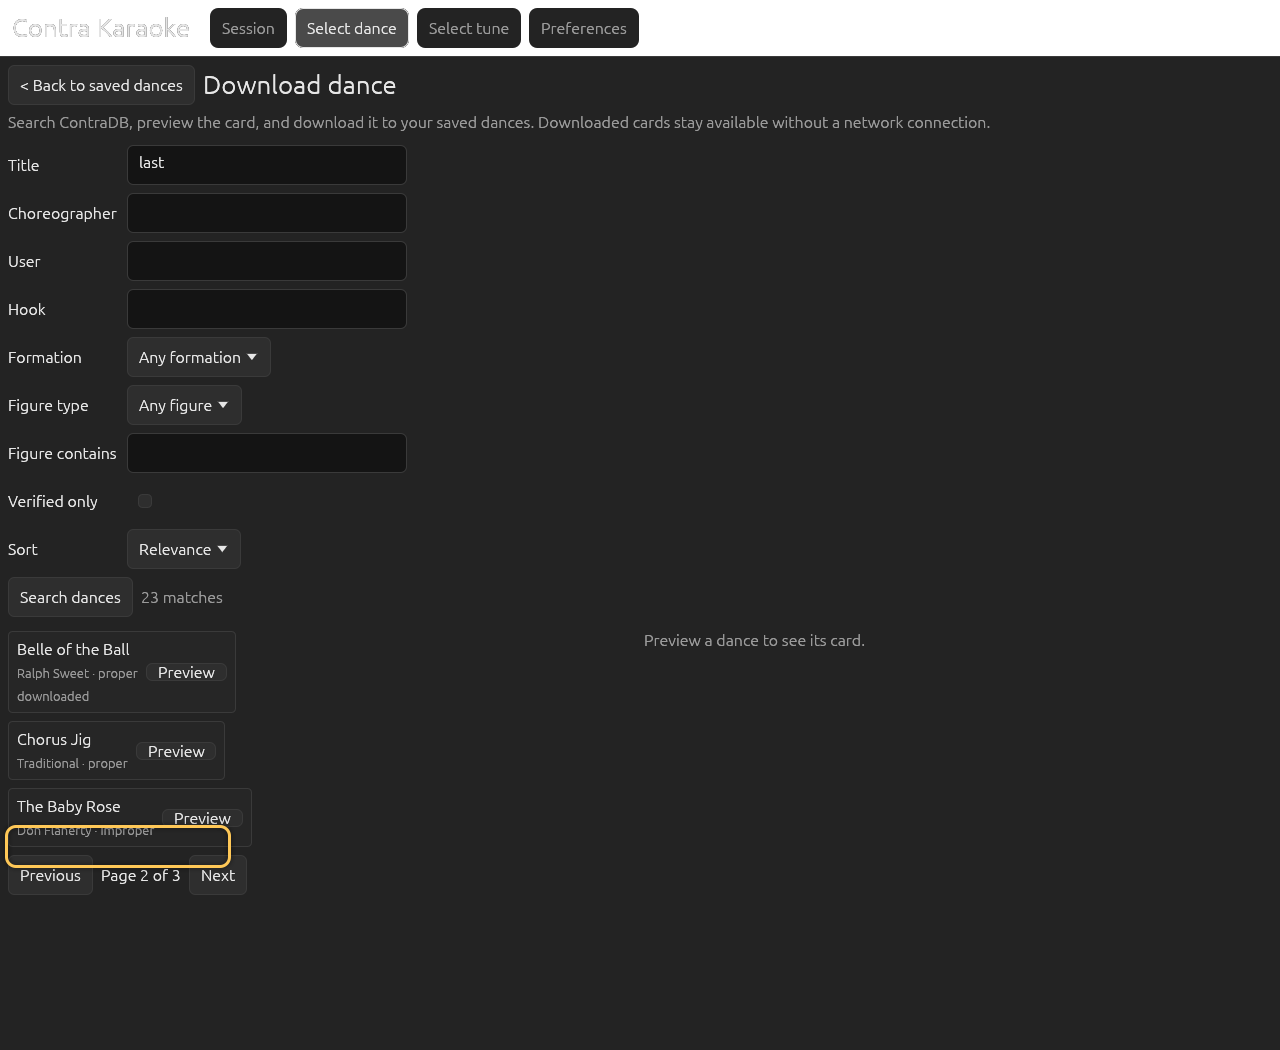 Contra Karaoke Session Select dance Select tune Preferences
< Back to saved dances Download dance
Search ContraDB, preview the card, and download it to your saved dances. Downloaded cards stay available without a network connection.
Title last
Choreographer
User
Hook
Formation Any formation
Figure type Any figure
Figure contains
Verified only
Sort Relevance
Search dances 23 matches
Preview a dance to see its card.
Belle of the Ball
Ralph Sweet · proper Preview
downloaded
Chorus Jig
Traditional · proper Preview
The Baby Rose
Don Flaherty · improper Preview
Previous Page 2 of 3 Next